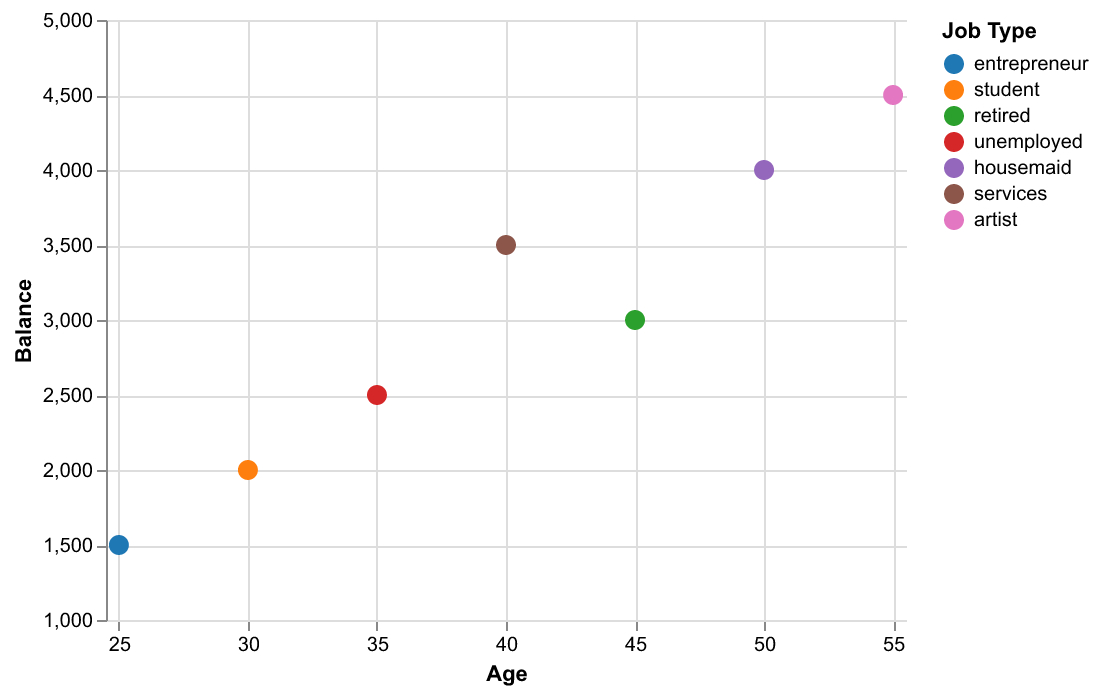 5,000
4,500
4,000
3,500
3,000
2,500
2,000
1,500
1,000
Balance
25 30 35 40 45 50 55
Age
Job Type
entrepreneur
student
retired
unemployed
housemaid
services
artist